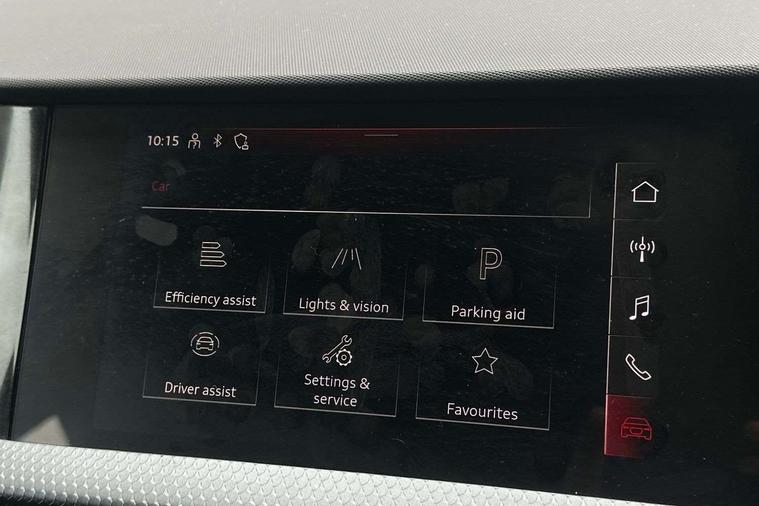 10:15
Car
Efficiency assist
Lights & vision
P
Parking aid
Driver assist
Settings &
service
Favourites